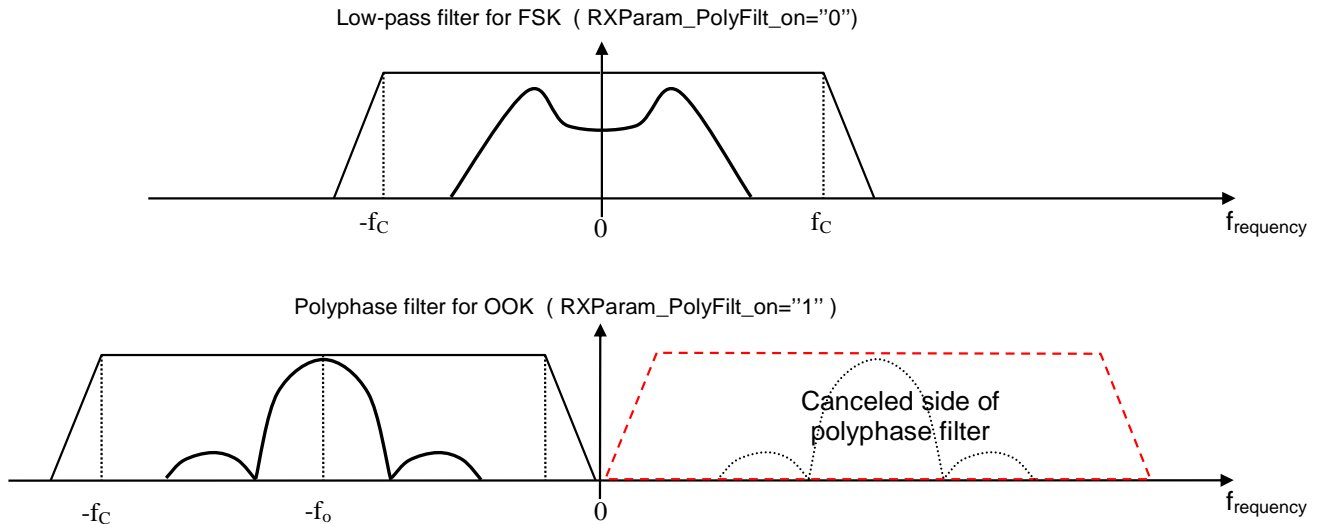 Low-pass filter for FSK ( RXParam_PolyFilt_on=''0'')
-fC
0
fC
frequency
Polyphase filter for OOK ( RXParam_PolyFilt_on=''1'' )
Canceled side of
polyphase filter
-fC
-fo
0
frequency